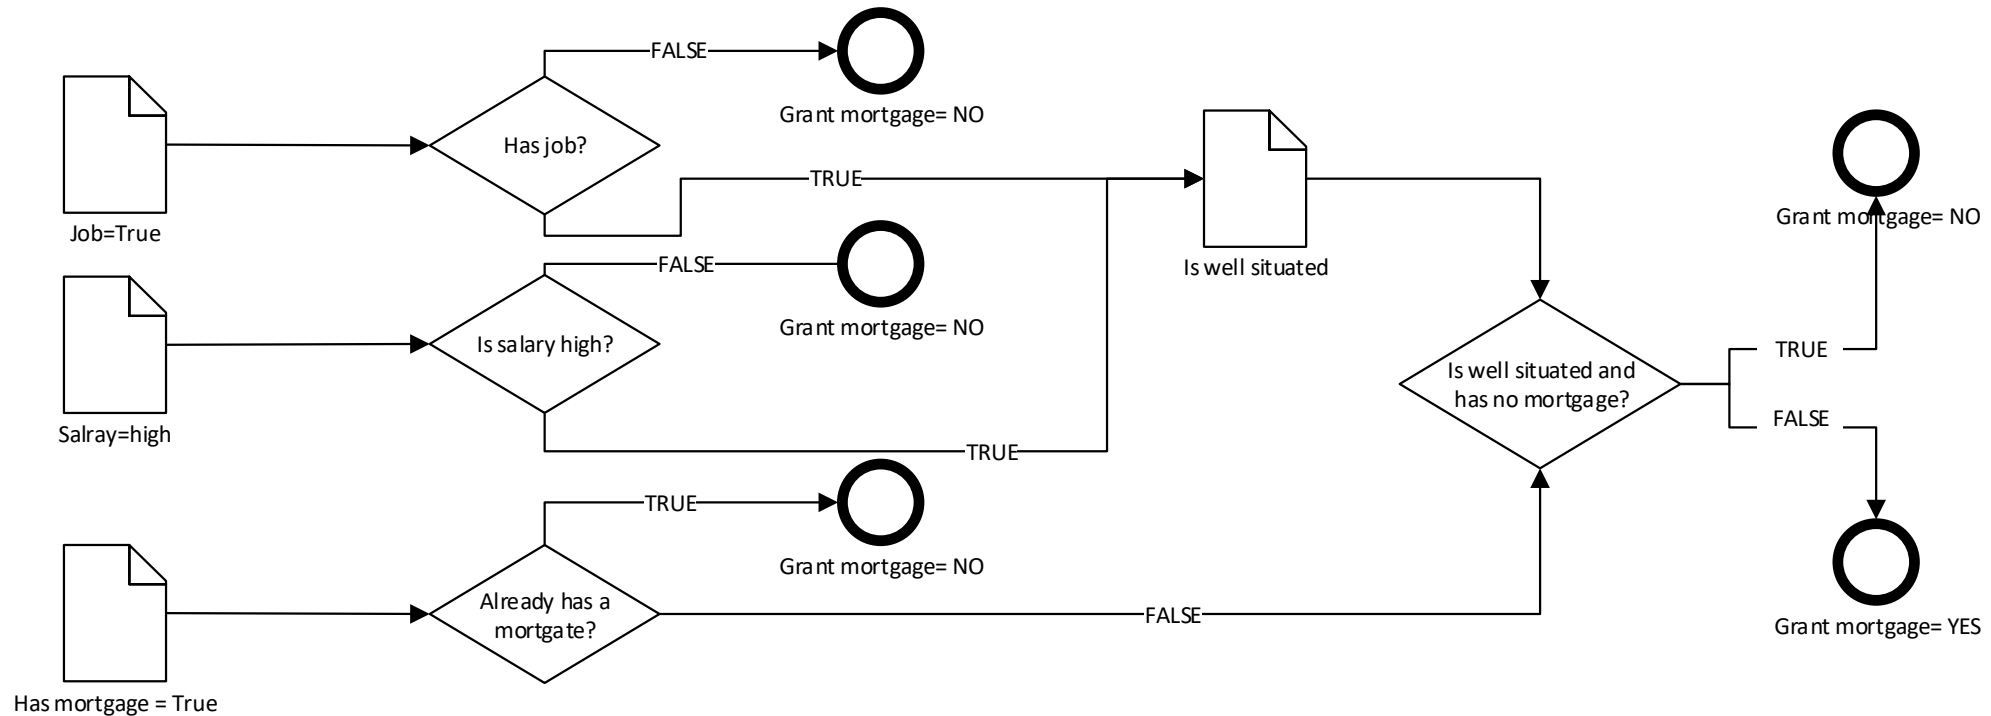 FALSE
Grant mortgage= NO
Has job?
TRUE
Job=True
Is well situated
Grant mortgage= NO
FALSE
Grant mortgage= NO
Is salary high?
Salray=high
TRUE
Is well situated and
has no mortgage?
TRUE
FALSE
TRUE
Grant mortgage= NO
Already has a
mortgate?
FALSE
Grant mortgage= YES
Has mortgage = True